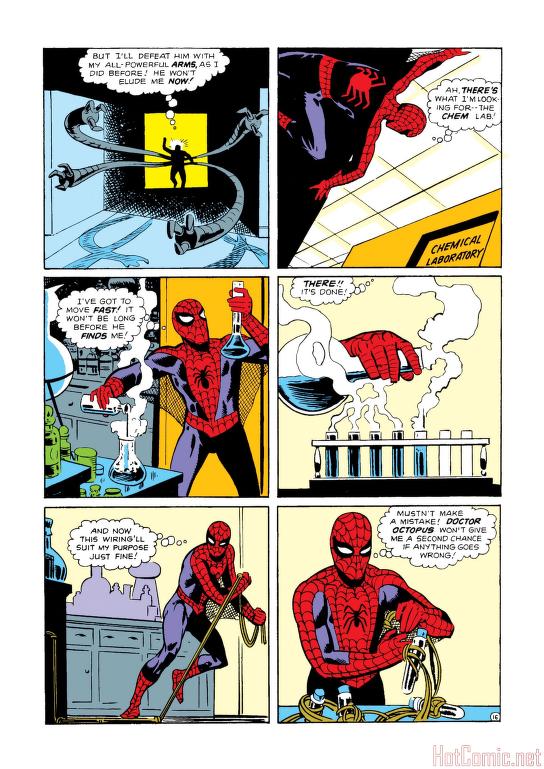 BUT I'LL DEFEAT HIM WITH
MY ALL-POWERFUL ARMS, AS I
DID BEFORE! HE WON'T
ELUDE ME NOW!
AH, THERE'S
WHAT I'M LOOK-
ING FOR--THE
CHEM LAB!
CHEMICAL
LABORATORY
I'VE GOT TO
MOVE FAST! IT
WON'T BE LONG
BEFORE HE
FINDS ME!
THERE!!
IT'S DONE!
AND NOW
THIS WIRING'LL
SUIT MY PURPOSE
JUST FINE!
MUSTN'T MAKE
A MISTAKE! DOCTOR
OCTOPUS WON'T GIVE
ME A SECOND CHANCE
IF ANYTHING GOES
WRONG!
16
HotComic.net